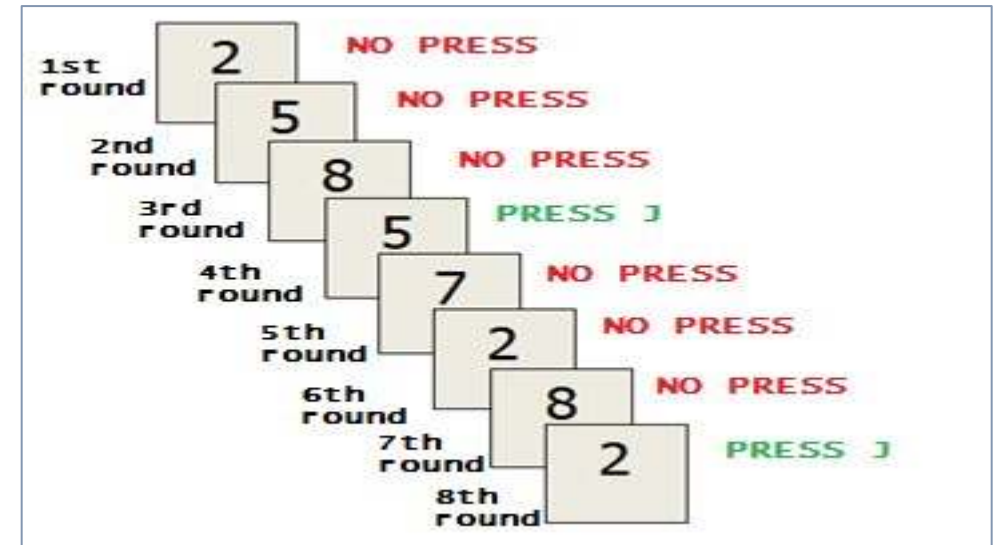 2
NO PRESS
1st
round
5
NO PRESS
2nd
round
8
NO PRESS
3rd
round
5
PRESS J
4th
round
7
NO PRESS
5th
round
2
NO PRESS
6th
round
8
NO PRESS
7th
round
2
PRESS J
8th
round